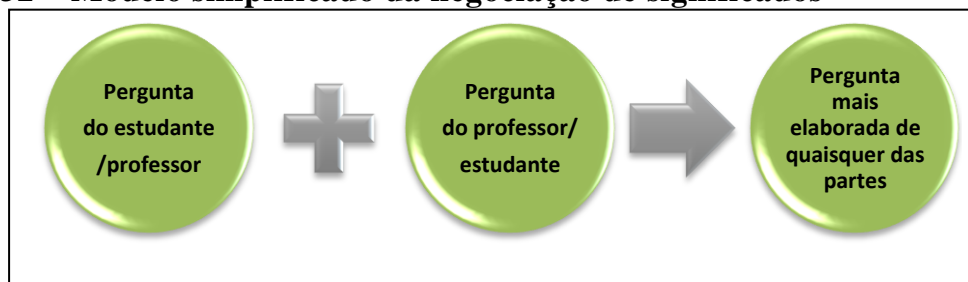 Modelo simplificado da negociação de significados
Pergunta
do estudante
/professor
Pergunta
do professor/
estudante
Pergunta
mais
elaborada de
quaisquer das
partes